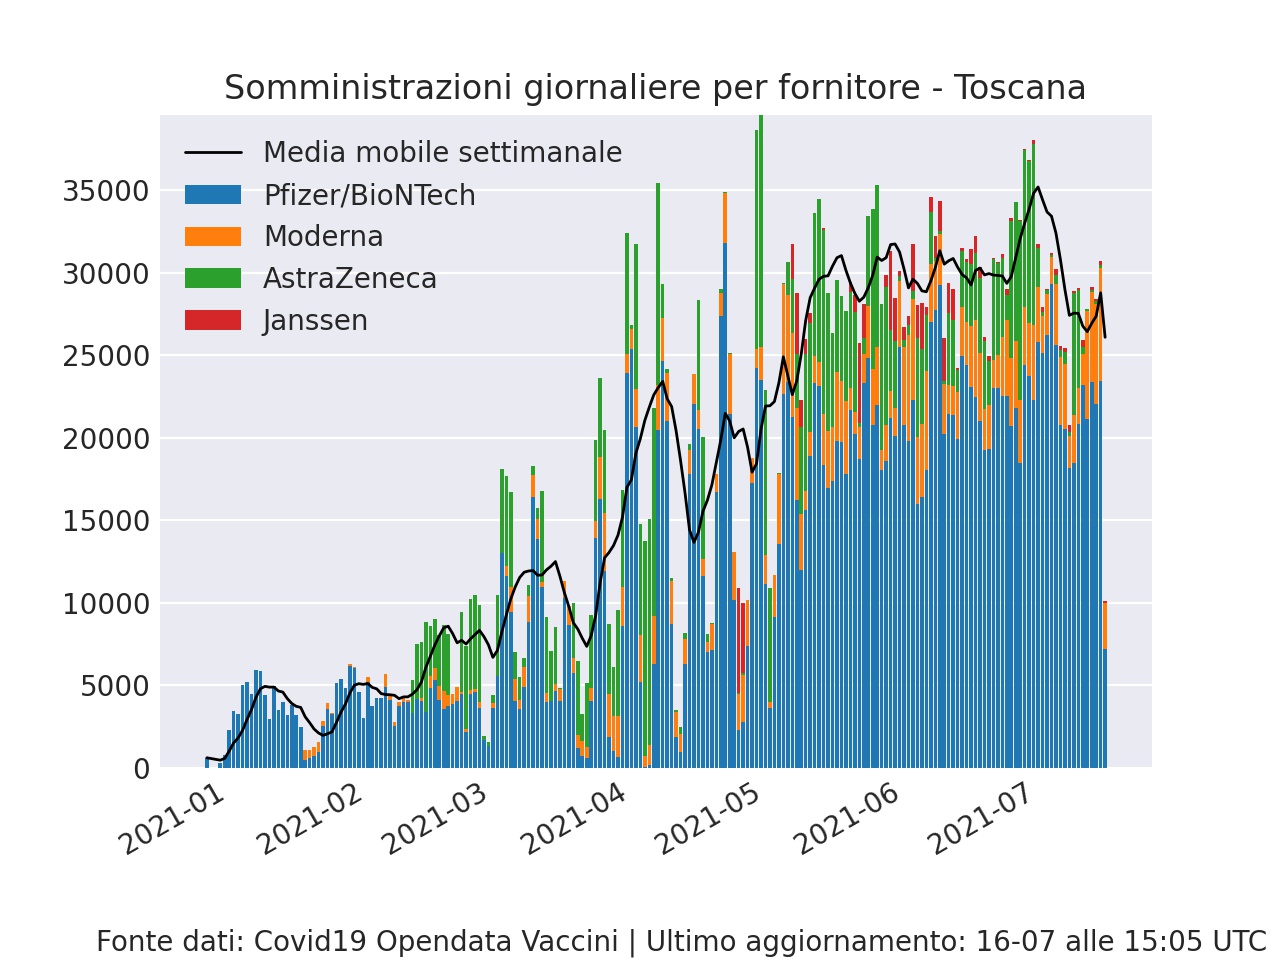 Somministrazioni giornaliere per fornitore - Toscana
Media mobile settimanale
Pfizer/BioNTech
Moderna
AstraZeneca
Janssen
35000
30000
25000
20000
15000
10000
5000
0
2021-01
2021-02
2021-03
2021-04
2021-05
2021-06
2021-07
Fonte dati: Covid19 Opendata Vaccini | Ultimo aggiornamento: 16-07 alle 15:05 UTC